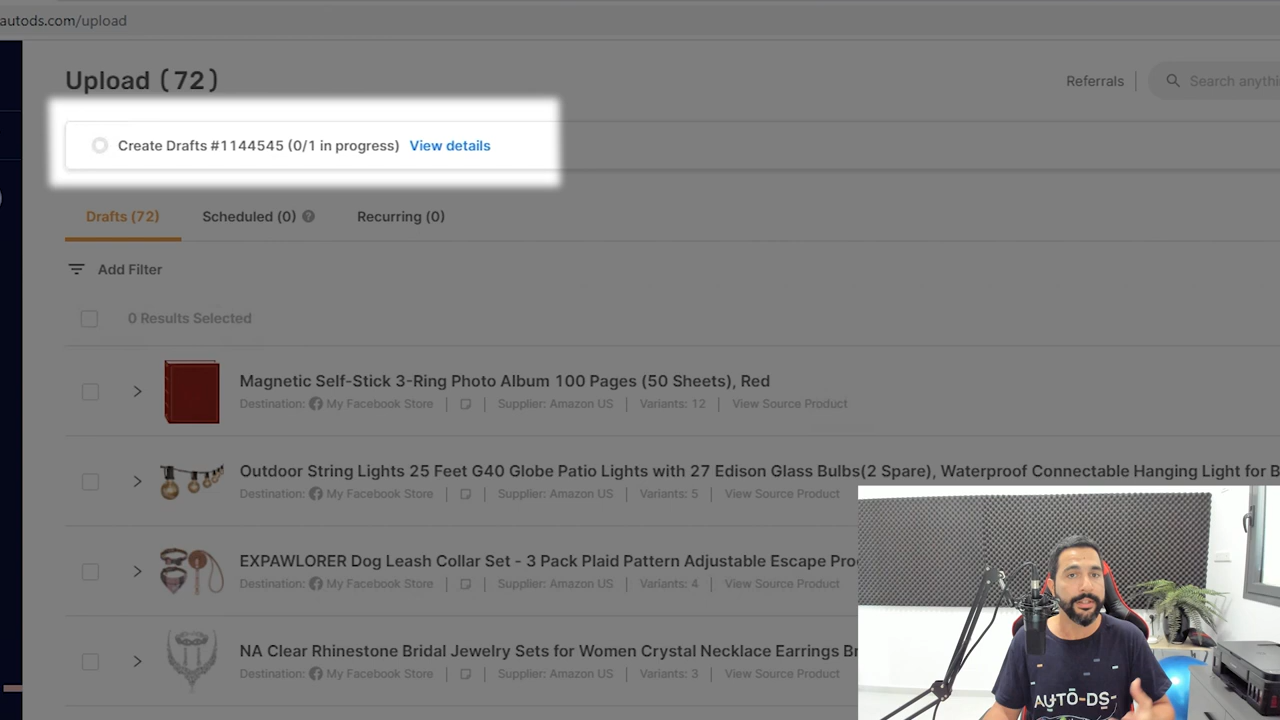 autods.com/upload
Upload (72)
Referrals
Search anythi
Create Drafts #1144545 (0/1 in progress) View details
Drafts (72) Scheduled (0) Recurring (0)
Add Filter
0 Results Selected
Magnetic Self-Stick 3-Ring Photo Album 100 Pages (50 Sheets), Red
Destination: My Facebook Store | | Supplier: Amazon US | Variants: 12 | View Source Product
Outdoor String Lights 25 Feet G40 Globe Patio Lights with 27 Edison Glass Bulbs(2 Spare), Waterproof Connectable Hanging Light for B
Destination: My Facebook Store | | Supplier: Amazon US | Variants: 5 | View Source Product
EXPAWLORER Dog Leash Collar Set - 3 Pack Plaid Pattern Adjustable Escape Proo
Destination: My Facebook Store | | Supplier: Amazon US | Variants: 4 | View Source Product
NA Clear Rhinestone Bridal Jewelry Sets for Women Crystal Necklace Earrings Br
Destination: My Facebook Store | | Supplier: Amazon US | Variants: 3 | View Source Product
AUTO-DS